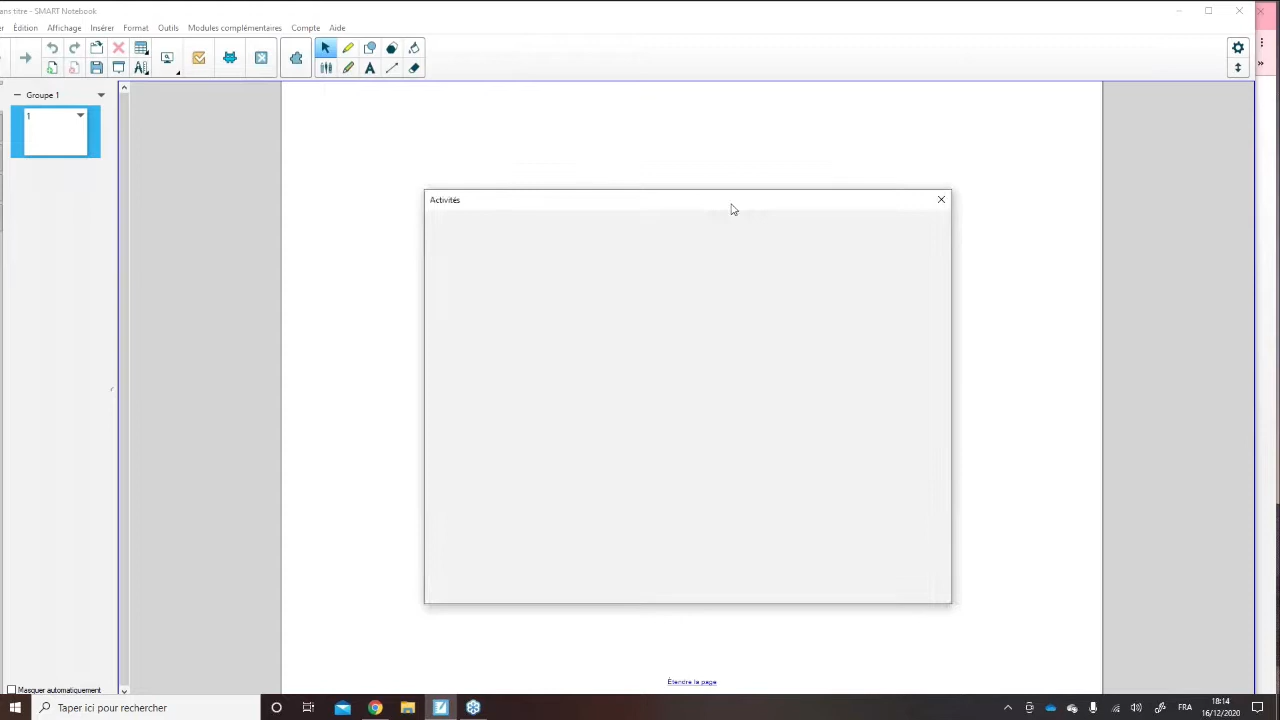 ans titre - SMART Notebook
er Édition Affichage Insérer Format Outils Modules complémentaires Compte Aide
Groupe 1
1
Activités
Étendre la page
Masquer automatiquement
Taper ici pour rechercher
FRA
18:14
16/12/2020